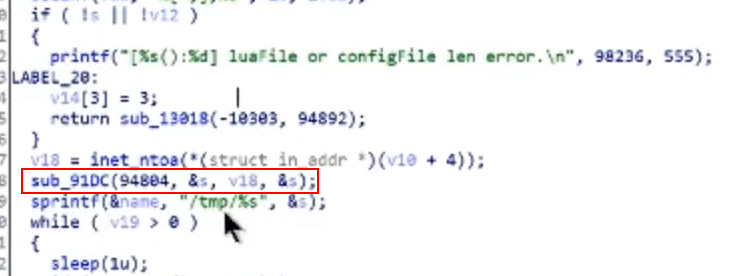 if ( !s || !v12 )
{
printf("[%s():%d] luaFile or configFile len error.\n", 98236, 555);
LABEL_20:
v14[3] = 3;
return sub_13018(-10303, 94892);
}
v18 = inet_ntoa(*(struct in_addr *)(v10 + 4));
sub_91DC(94804, &s, v18, &s);
sprintf(&name, "/tmp/%s", &s);
while ( v19 > 0 )
{
sleep(1u);